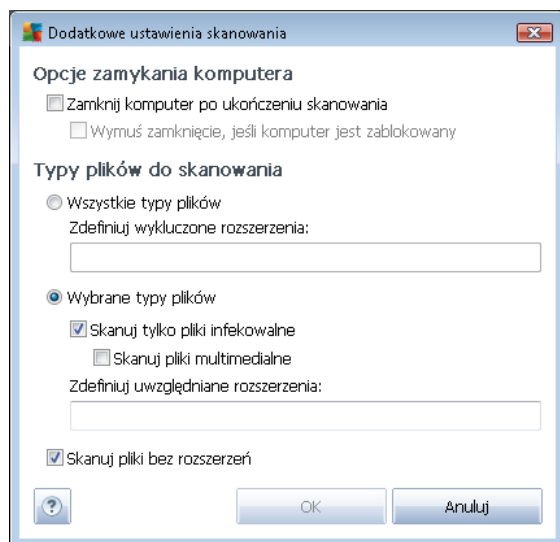 Dodatkowe ustawienia skanowania
Opcje zamykania komputera
Zamknij komputer po ukończeniu skanowania
Wymuś zamknięcie, jeśli komputer jest zablokowany
Typy plików do skanowania
Wszystkie typy plików
Zdefiniuj wykluczone rozszerzenia:
Wybrane typy plików
Skanuj tylko pliki infekowalne
Skanuj pliki multimedialne
Zdefiniuj uwzględniane rozszerzenia:
Skanuj pliki bez rozszerzeń
? OK Anuluj